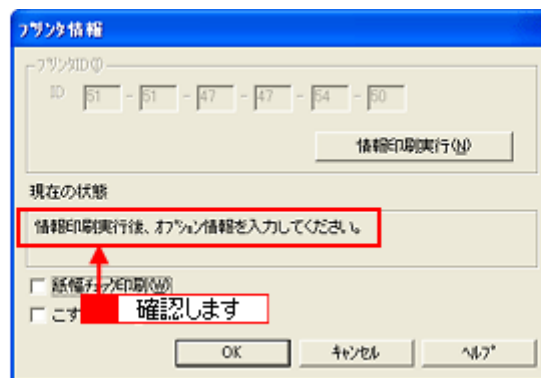 プリンタ情報
プリンタID(I)
ID 51 - 51 - 47 - 47 - 54 - 50
情報印刷実行(N)
現在の状態
情報印刷実行後、オプション情報を入力してください。
紙幅チェック印刷(W)
こす
確認します
OK キャンセル ヘルプ